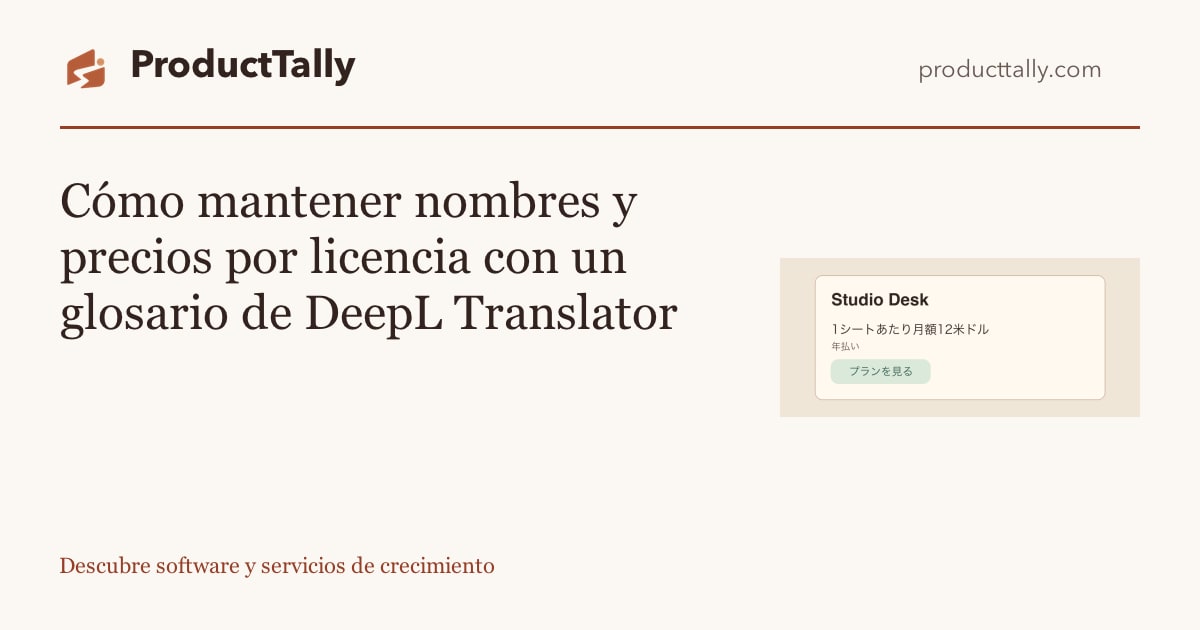 ProductTally
producttally.com
Cómo mantener nombres y
precios por licencia con un
glosario de DeepL Translator
Studio Desk
1シートあたり月額12米ドル
年払い
プランを見る
Descubre software y servicios de crecimiento